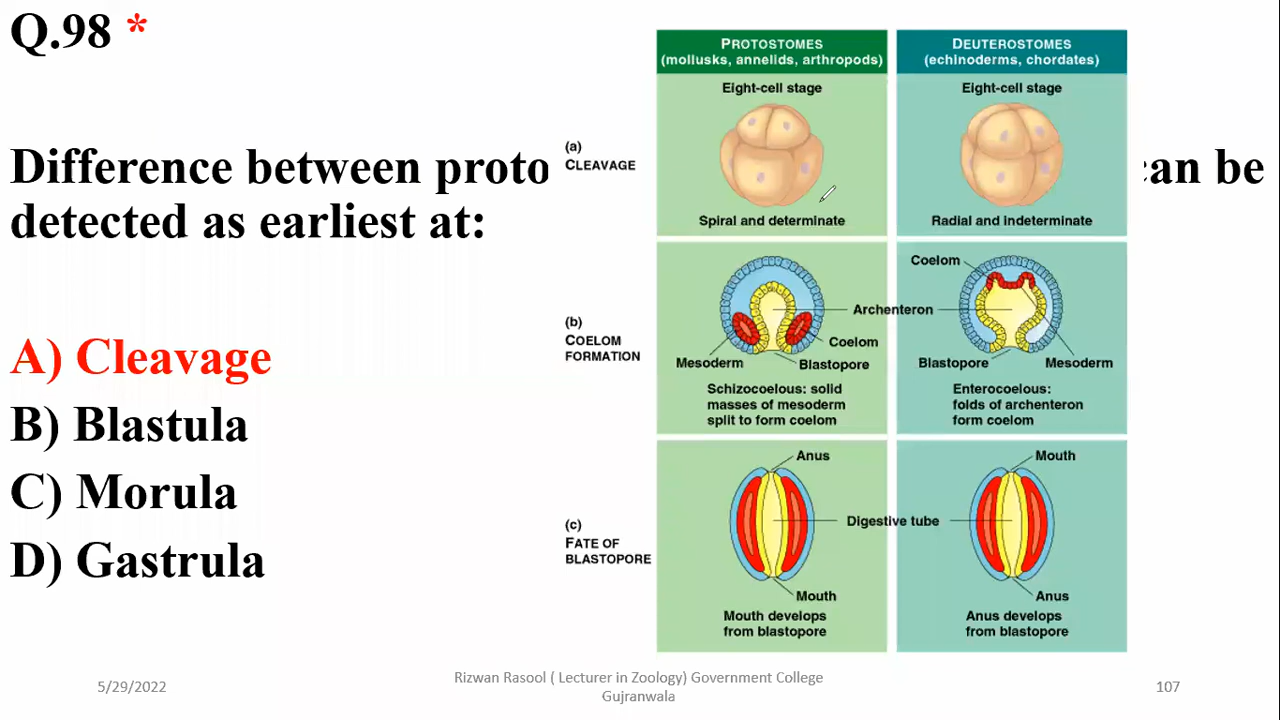 Q.98 *
Difference between proto
can be
detected as earliest at:
A) Cleavage
B) Blastula
C) Morula
D) Gastrula
PROTOSTOMES
(mollusks, annelids, arthropods)
DEUTEROSTOMES
(echinoderms, chordates)
(a)
CLEAVAGE
Eight-cell stage
Spiral and determinate
Eight-cell stage
Radial and indeterminate
(b)
COELOM
FORMATION
Archenteron
Coelom
Mesoderm
Blastopore
Schizocoelous: solid
masses of mesoderm
split to form coelom
Coelom
Blastopore
Mesoderm
Enterocoelous:
folds of archenteron
form coelom
(c)
FATE OF
BLASTOPORE
Anus
Digestive tube
Mouth
Mouth develops
from blastopore
Mouth
Anus
Anus develops
from blastopore
5/29/2022
Rizwan Rasool ( Lecturer in Zoology) Government College
Gujranwala
107